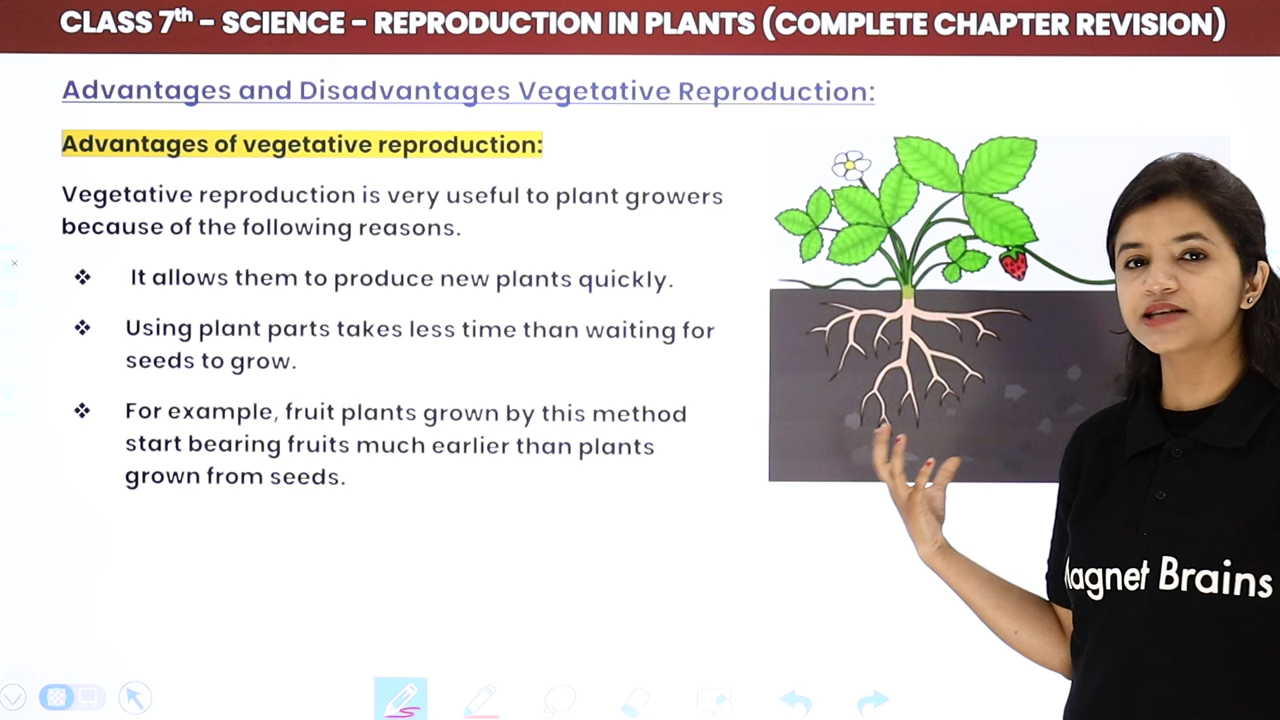 CLASS 7th – SCIENCE – REPRODUCTION IN PLANTS (COMPLETE CHAPTER REVISION)
Advantages and Disadvantages Vegetative Reproduction:
Advantages of vegetative reproduction:
Vegetative reproduction is very useful to plant growers
because of the following reasons.
❖ It allows them to produce new plants quickly.
❖ Using plant parts takes less time than waiting for
seeds to grow.
❖ For example, fruit plants grown by this method
start bearing fruits much earlier than plants
grown from seeds.
agnet Brains